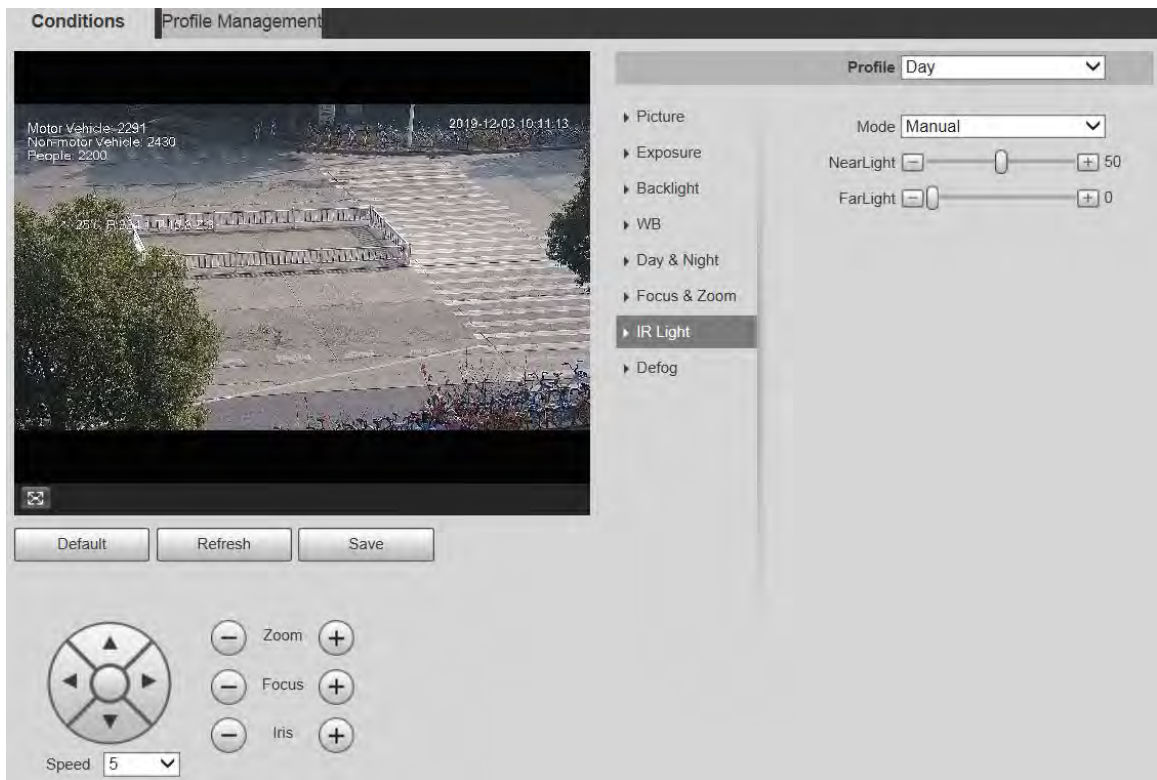 Conditions
Profile Management
Motor Vehicle: 2291
Non-motor Vehicle: 2430
People: 2200
2019-12-03 10:11:13
Default
Refresh
Save
Zoom
Focus
Iris
Speed 5
Profile Day
Picture
Exposure
Backlight
WB
Day & Night
Focus & Zoom
IR Light
Defog
Mode Manual
NearLight 50
FarLight 0